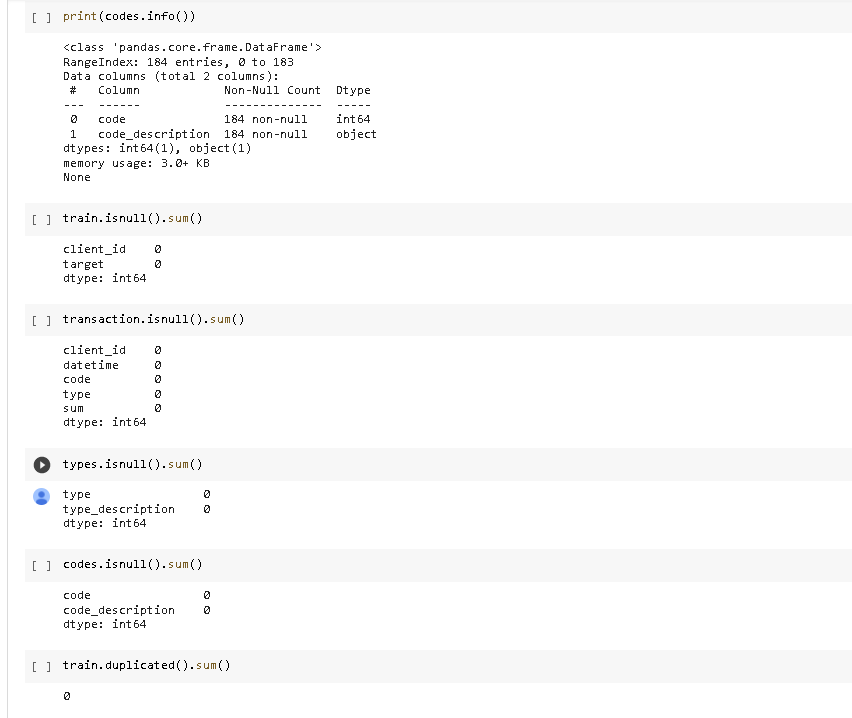 [ ] print(codes.info())
<class 'pandas.core.frame.DataFrame'>
RangeIndex: 184 entries, 0 to 183
Data columns (total 2 columns):
 #   Column            Non-Null Count  Dtype
---  ------            --------------  -----
 0   code              184 non-null    int64
 1   code_description  184 non-null    object
dtypes: int64(1), object(1)
memory usage: 3.0+ KB
None
[ ] train.isnull().sum()
client_id    0
target       0
dtype: int64
[ ] transaction.isnull().sum()
client_id    0
datetime     0
code         0
type         0
sum          0
dtype: int64
types.isnull().sum()
type                0
type_description    0
dtype: int64
[ ] codes.isnull().sum()
code                0
code_description    0
dtype: int64
[ ] train.duplicated().sum()
0